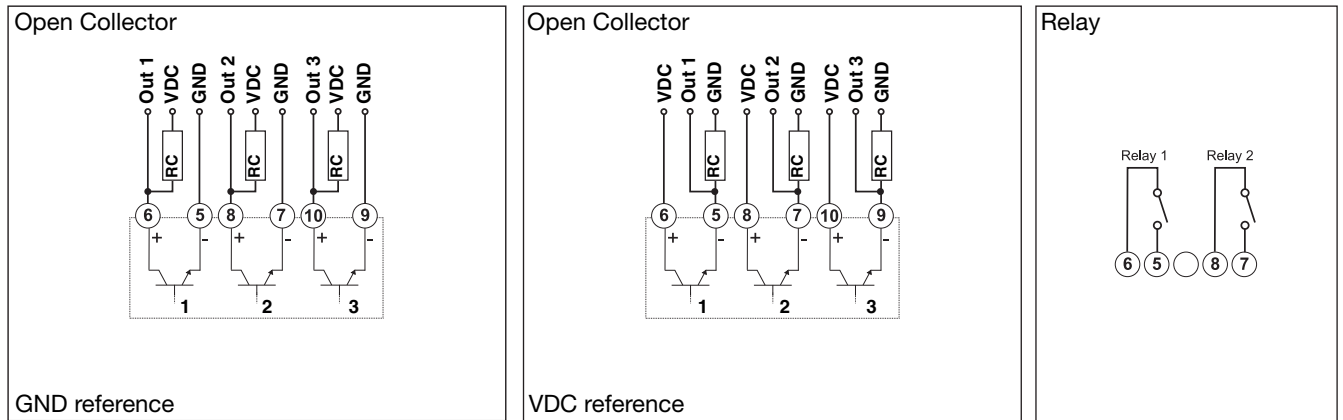 Open Collector
Out 1 VDC GND Out 2 VDC GND Out 3 VDC GND
RC RC RC
6 5 8 7 10 9
+ - + - + -
1 2 3
GND reference
Open Collector
VDC Out 1 GND VDC Out 2 GND VDC Out 3 GND
RC RC RC
6 5 8 7 10 9
+ - + - + -
1 2 3
VDC reference
Relay
Relay 1 Relay 2
6 5 8 7